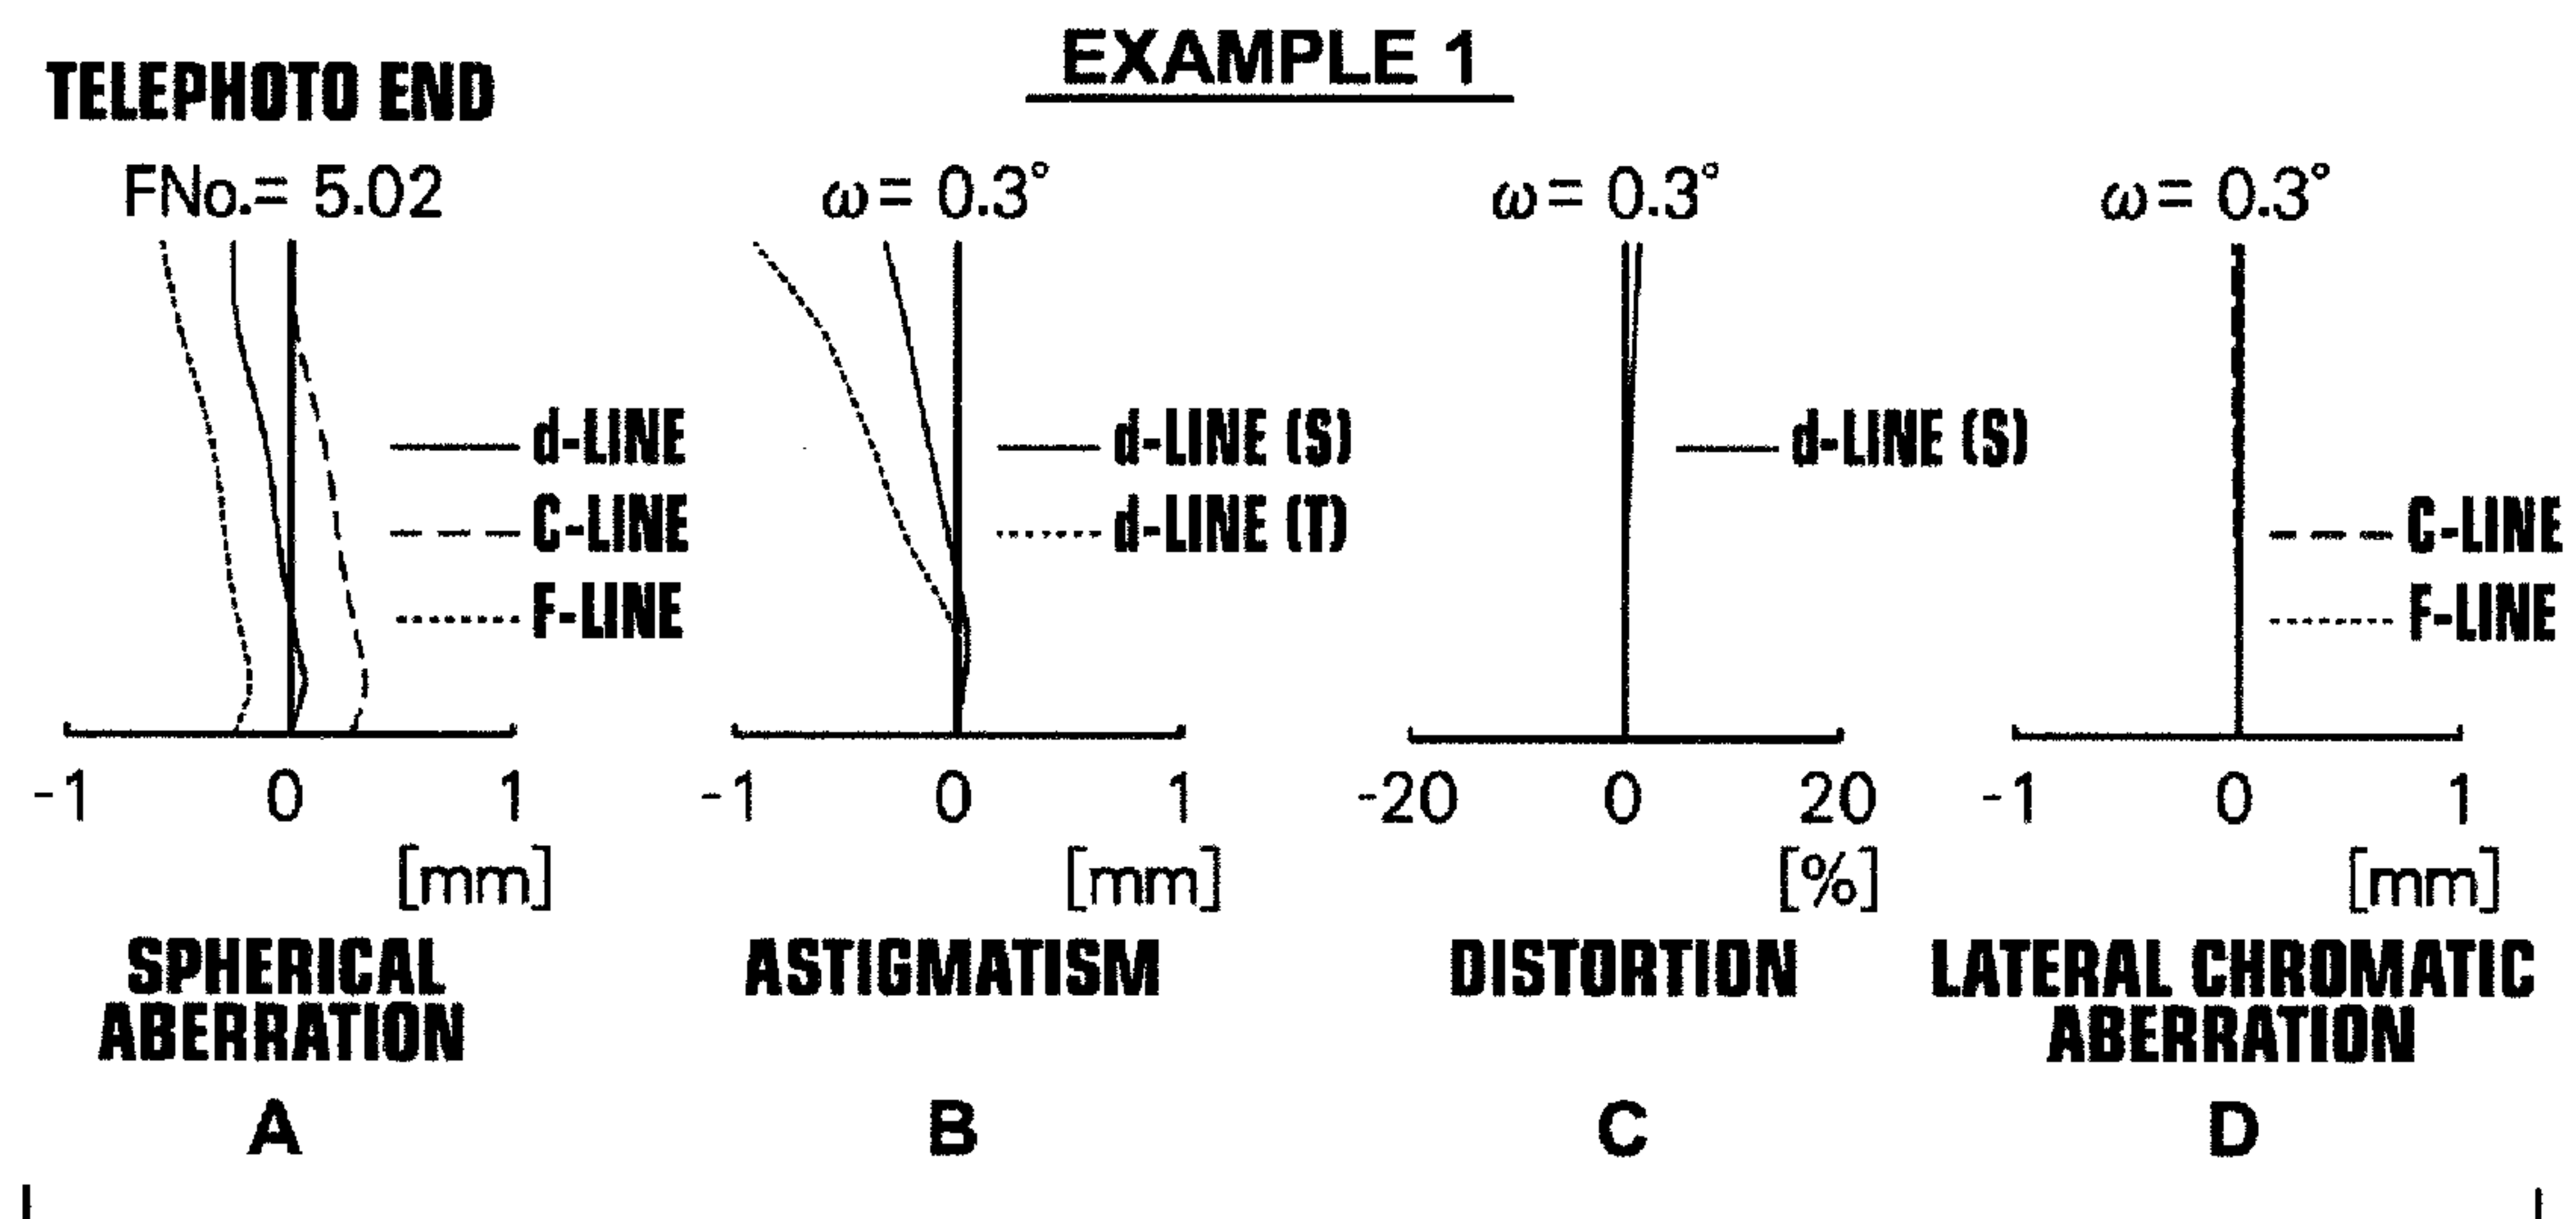 EXAMPLE 1
TELEPHOTO END
FNo.= 5.02
d-LINE
C-LINE
F-LINE
-1 0 1
[mm]
SPHERICAL
ABERRATION
A
ω= 0.3°
d-LINE (S)
d-LINE (T)
-1 0 1
[mm]
ASTIGMATISM
B
ω= 0.3°
d-LINE (S)
-20 0 20
[%]
DISTORTION
C
ω= 0.3°
C-LINE
F-LINE
-1 0 1
[mm]
LATERAL CHROMATIC
ABERRATION
D